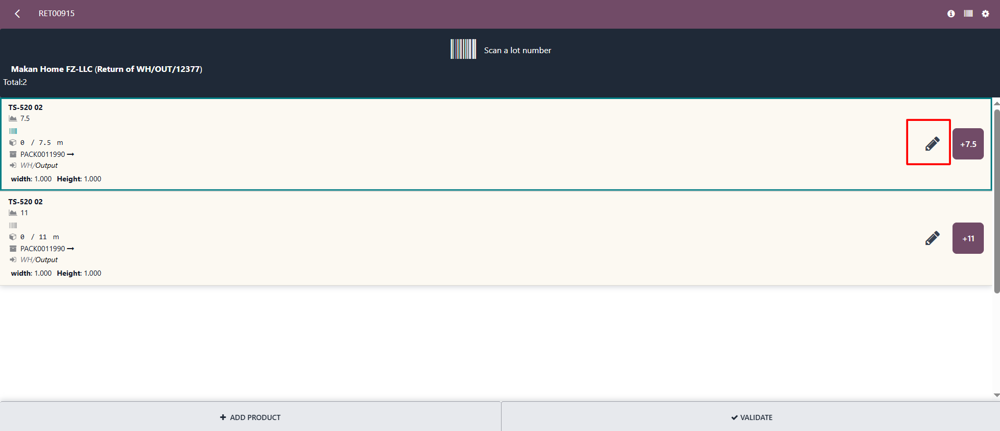 RET00915
Scan a lot number
Makan Home FZ-LLC (Return of WH/OUT/12377)
Total:2
TS-520 02
7.5
0 / 7.5 m
PACK0011990
WH/Output
width: 1.000 Height: 1.000
+7.5
TS-520 02
11
0 / 11 m
PACK0011990
WH/Output
width: 1.000 Height: 1.000
+11
ADD PRODUCT
VALIDATE